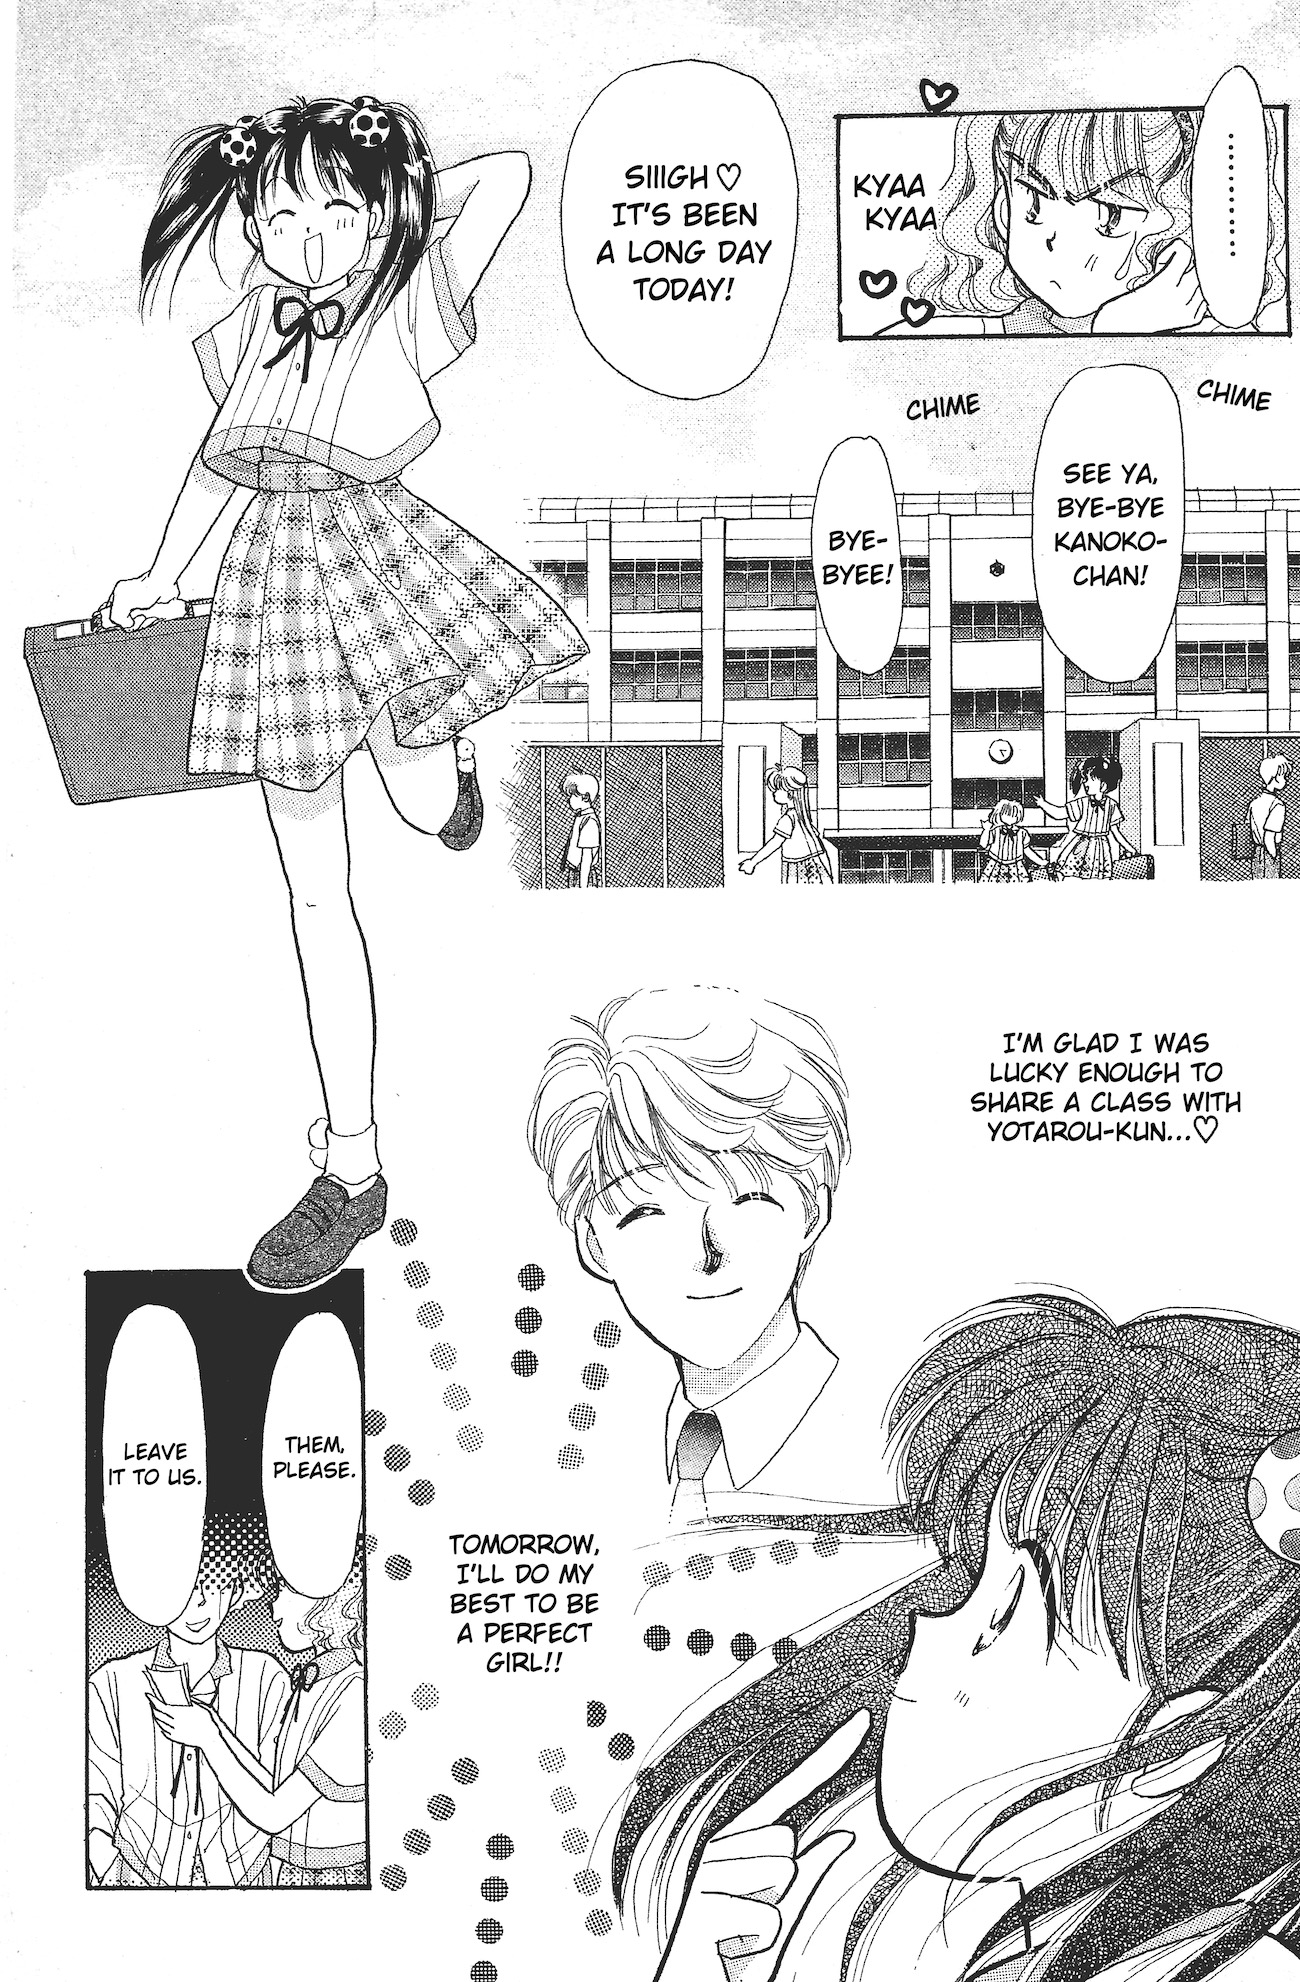 ..........
KYAA
KYAA
CHIME
CHIME
SEE YA,
BYE-BYE
KANOKO-
CHAN!
BYE-
BYEE!
SIIIGH♡
IT'S BEEN
A LONG DAY
TODAY!
I'M GLAD I WAS
LUCKY ENOUGH TO
SHARE A CLASS WITH
YOTAROU-KUN...♡
TOMORROW,
I'LL DO MY
BEST TO BE
A PERFECT
GIRL!!
THEM,
PLEASE.
LEAVE
IT TO US.